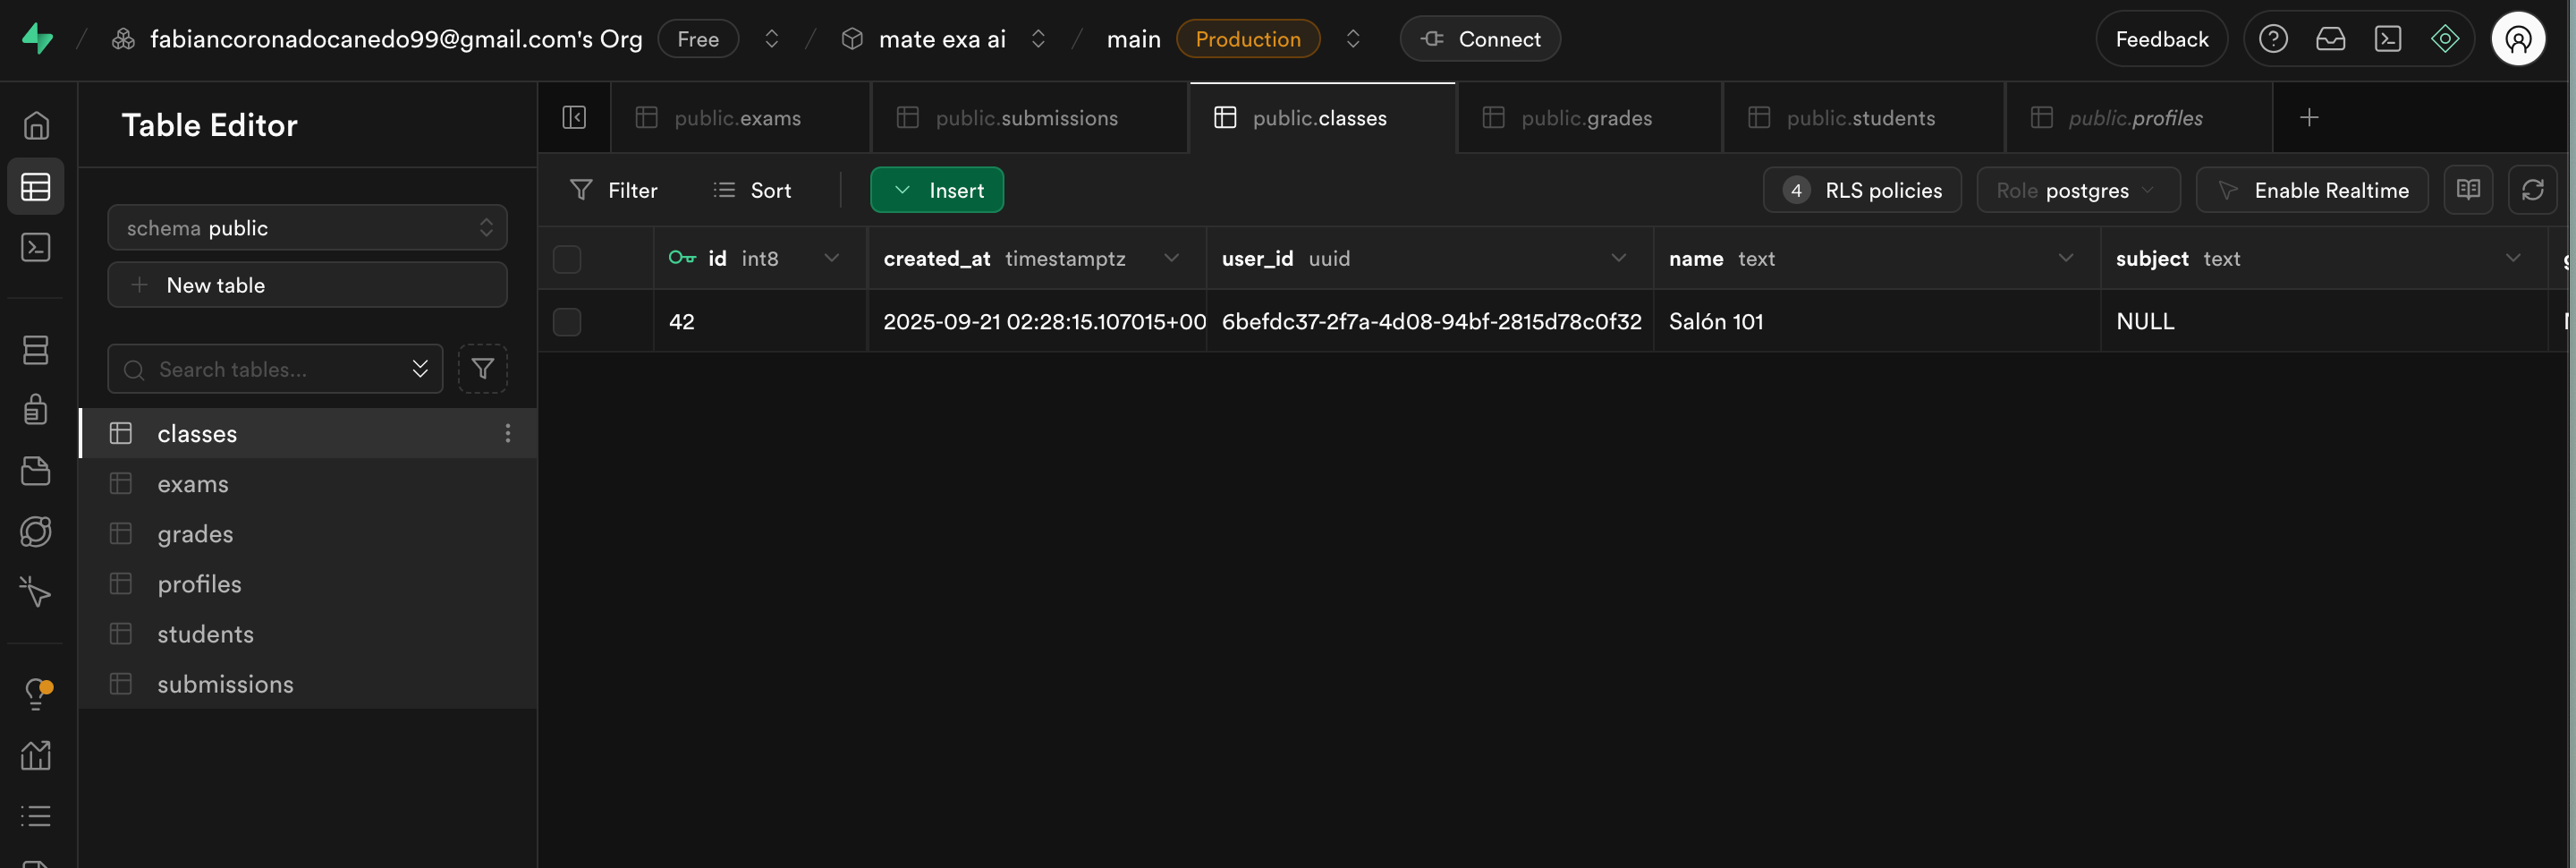 fabiancoronadocanedo99@gmail.com's Org Free mate exa ai main Production Connect Feedback
Table Editor
public.exams public.submissions public.classes public.grades public.students public.profiles
Filter Sort Insert 4 RLS policies Role postgres Enable Realtime
schema public
New table
Search tables...
classes
exams
grades
profiles
students
submissions
id int8 created_at timestamptz user_id uuid name text subject text
42 2025-09-21 02:28:15.107015+00 6befdc37-2f7a-4d08-94bf-2815d78c0f32 Salón 101 NULL